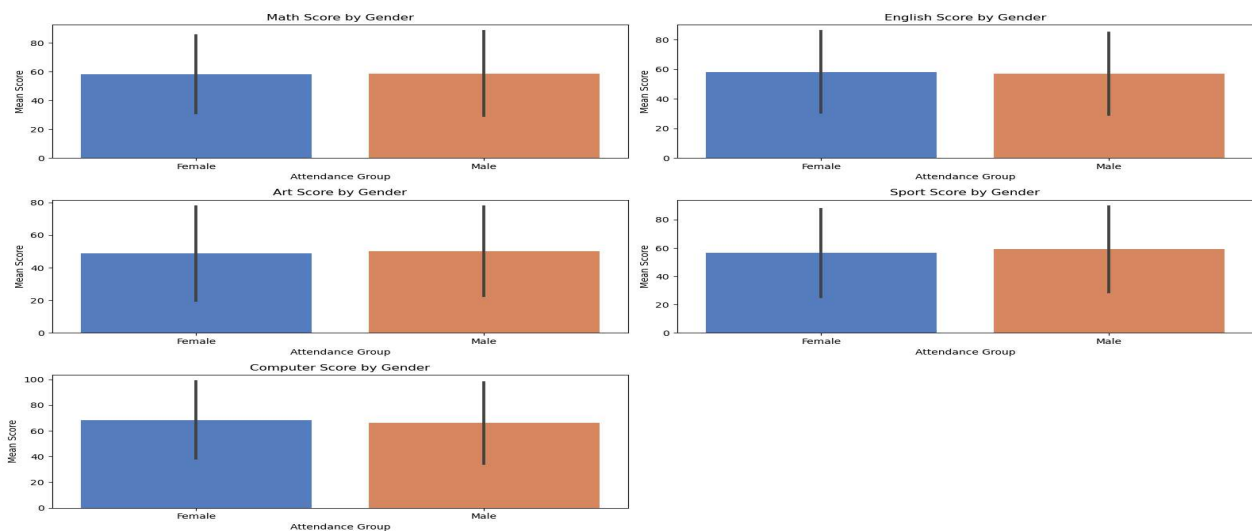 Math Score by Gender
Mean Score
80
60
40
20
0
Female Male
Attendance Group
English Score by Gender
Mean Score
80
60
40
20
0
Female Male
Attendance Group
Art Score by Gender
Mean Score
80
60
40
20
0
Female Male
Attendance Group
Sport Score by Gender
Mean Score
80
60
40
20
0
Female Male
Attendance Group
Computer Score by Gender
Mean Score
100
80
60
40
20
0
Female Male
Attendance Group